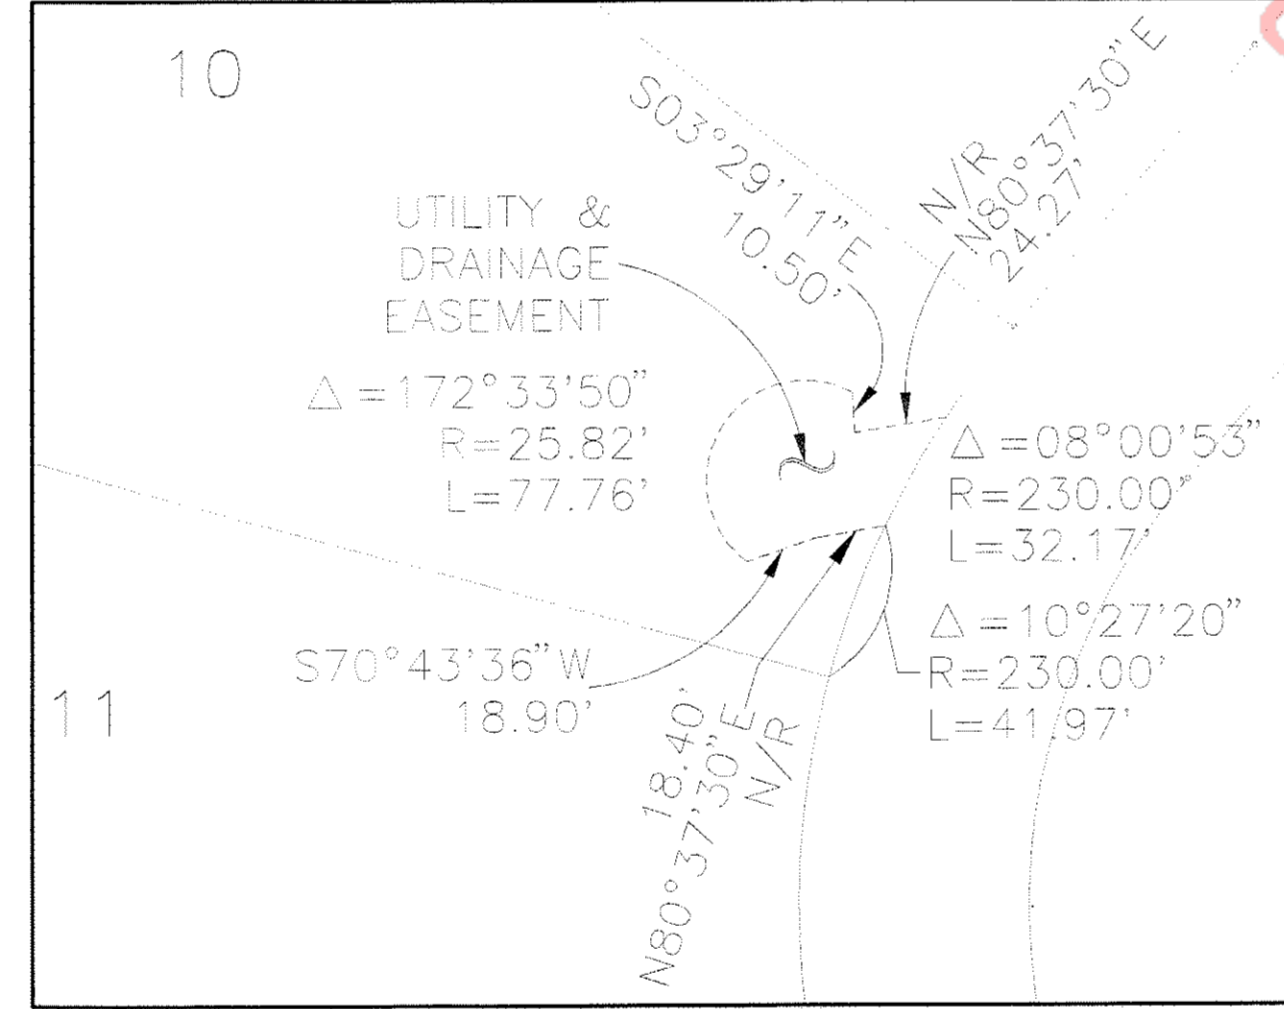 10
S03°29'11"E
10.50'
N/R
N80°37'30"E
24.27'
UTILITY &
DRAINAGE
EASEMENT
Δ=172°33'50"
R=25.82'
L=77.76'
Δ=08°00'53"
R=230.00'
L=32.17'
Δ=10°27'20"
R=230.00'
L=41.97'
S70°43'36"W
18.90'
11
18.40'
N80°37'30"E
N/R